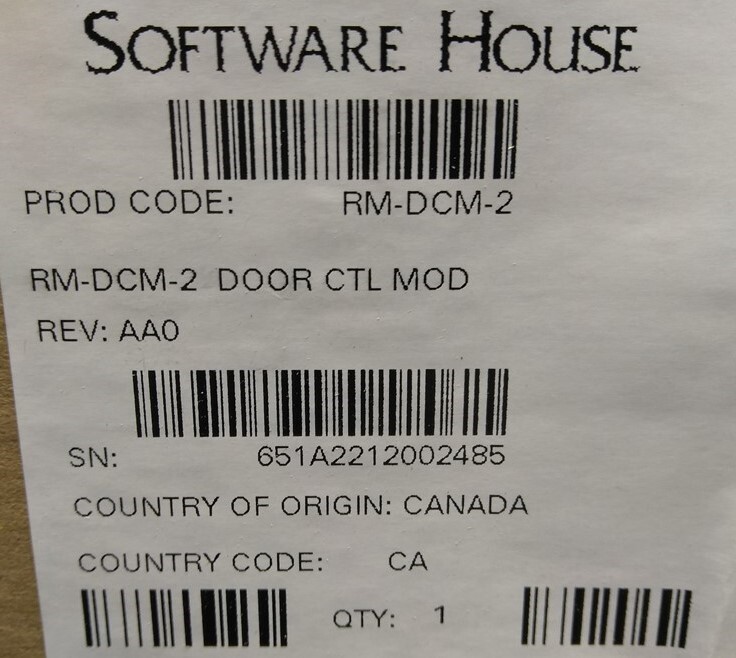 SOFTWARE HOUSE
PROD CODE: RM-DCM-2
RM-DCM-2 DOOR CTL MOD
REV: AA0
SN: 651A2212002485
COUNTRY OF ORIGIN: CANADA
COUNTRY CODE: CA
QTY: 1